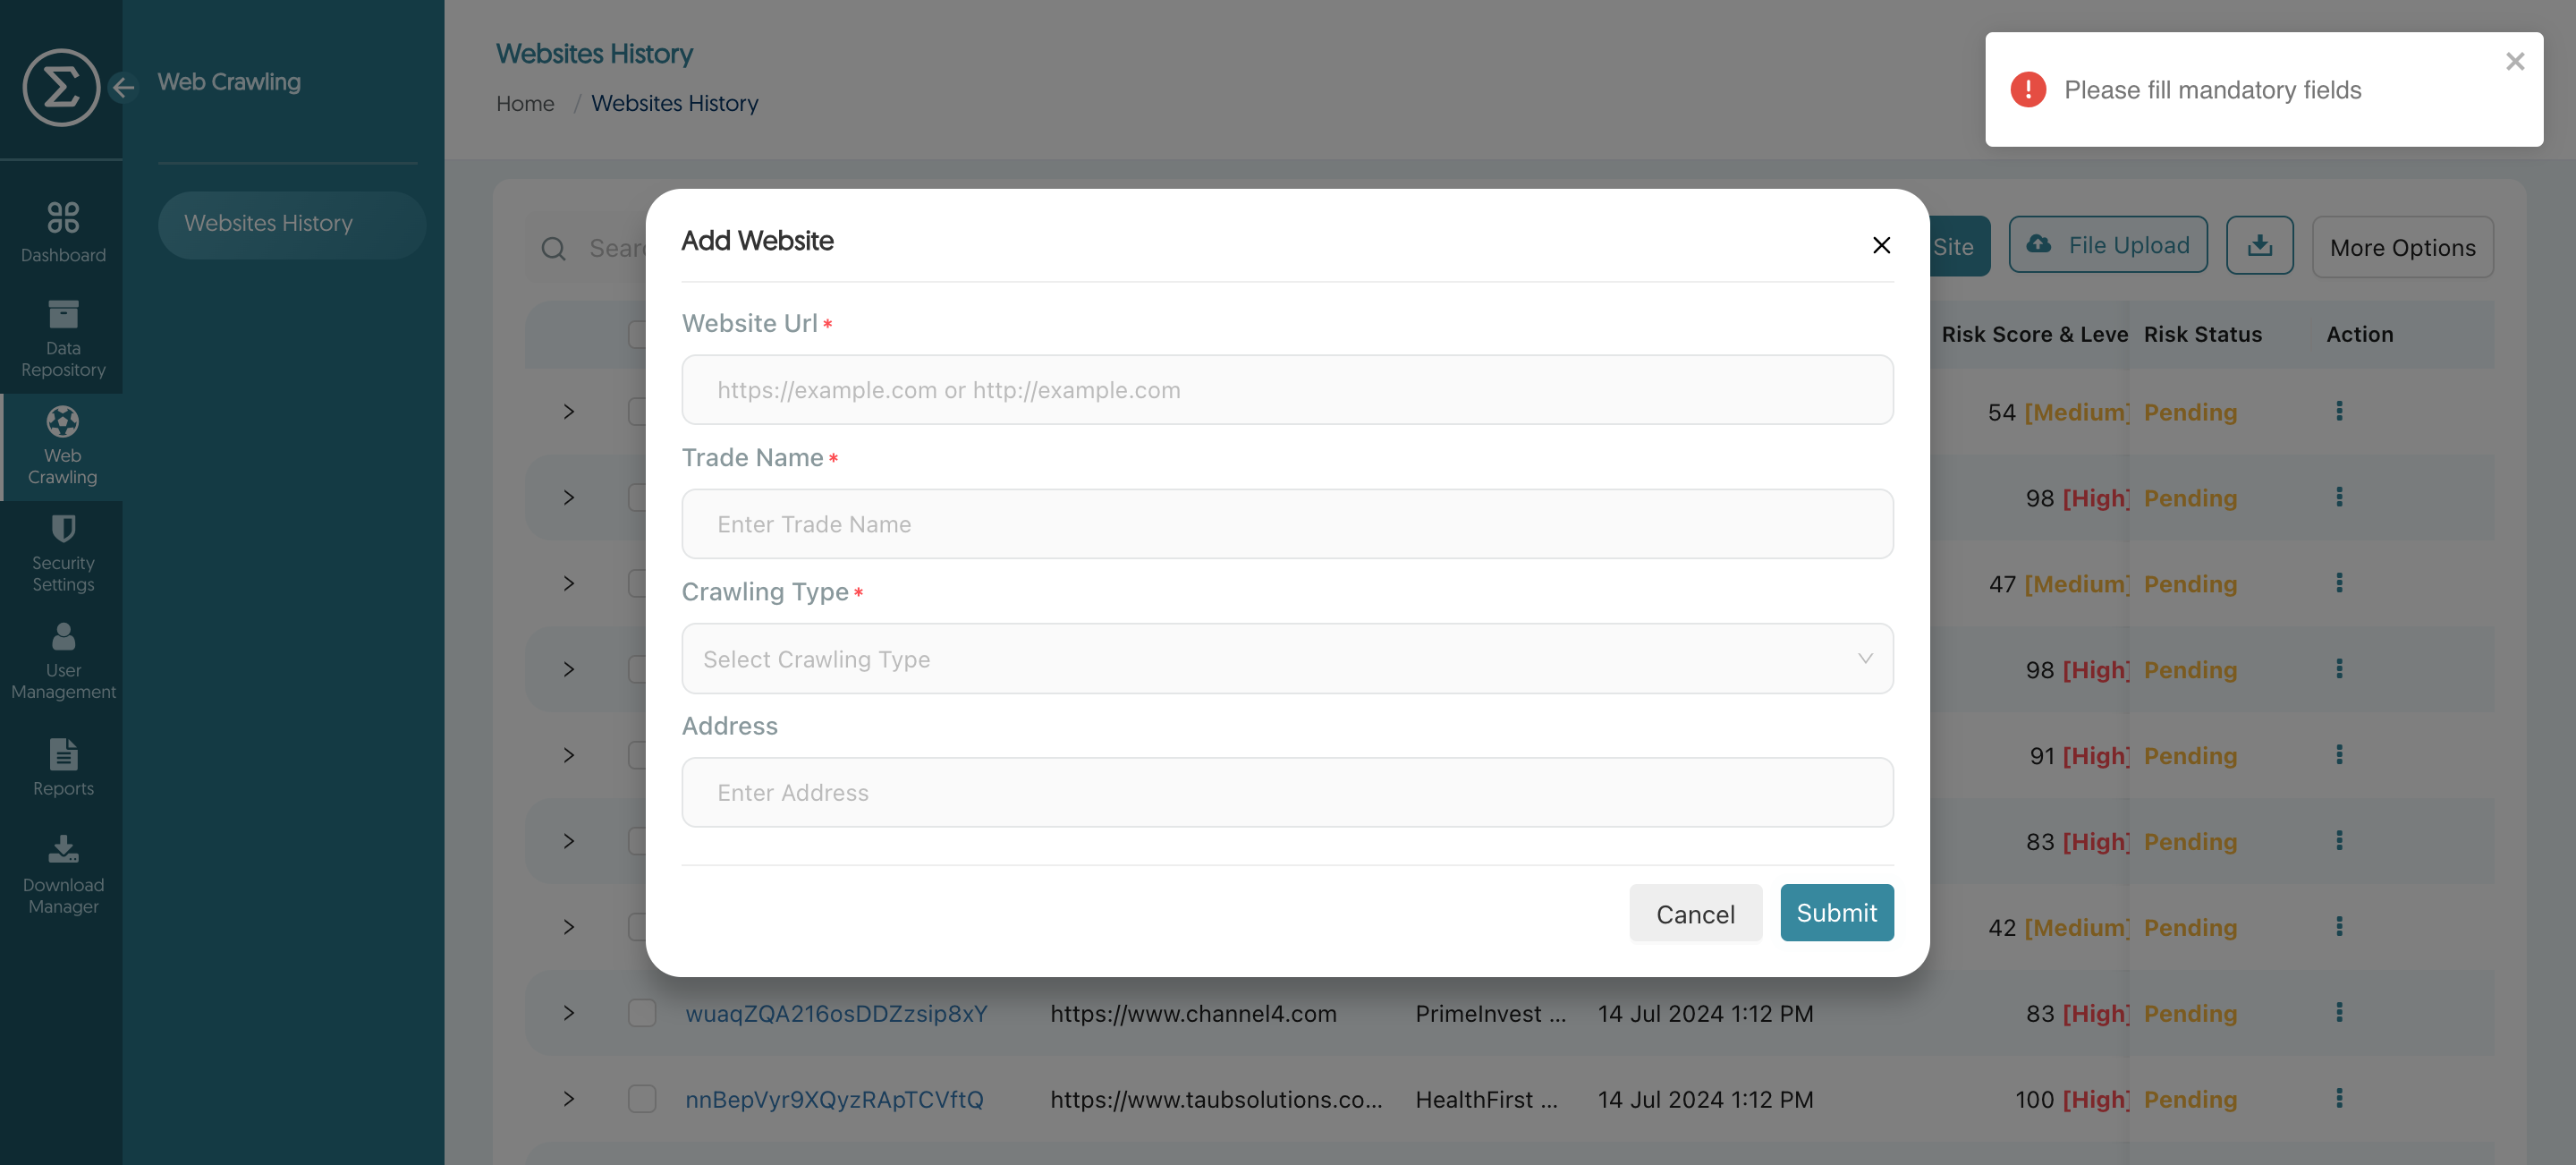 Web Crawling
Websites History
Dashboard
Data
Repository
Web
Crawling
Security
Settings
User
Management
Reports
Download
Manager
Websites History
Home / Websites History
Please fill mandatory fields
Site
File Upload
More Options
Add Website
Website Url*
https://example.com or http://example.com
Trade Name*
Enter Trade Name
Crawling Type*
Select Crawling Type
Address
Enter Address
Cancel
Submit
Risk Score & Leve Risk Status Action
54 [Medium] Pending
98 [High] Pending
47 [Medium] Pending
98 [High] Pending
91 [High] Pending
83 [High] Pending
42 [Medium] Pending
wuaqZQA216osDDZzsip8xY https://www.channel4.com PrimeInvest ... 14 Jul 2024 1:12 PM 83 [High] Pending
nnBepVyr9XQyzRApTCVftQ https://www.taubsolutions.co... HealthFirst ... 14 Jul 2024 1:12 PM 100 [High] Pending